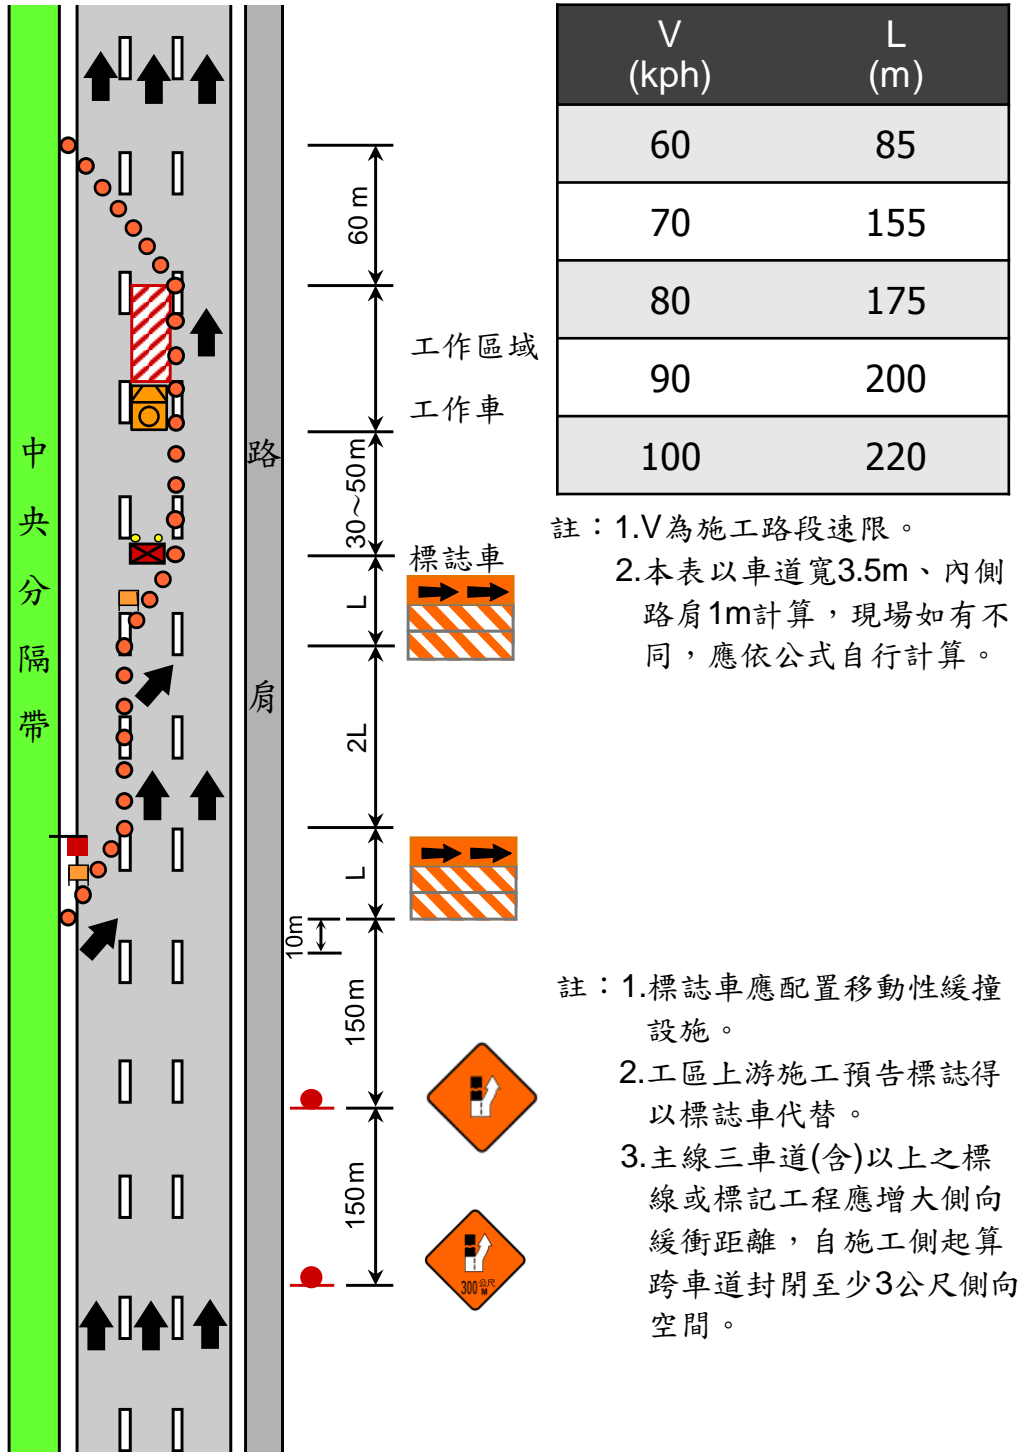 V
(kph)
L
(m)
60 85
70 155
80 175
90 200
100 220
註：1.V為施工路段速限。
2.本表以車道寬3.5m、內側
路肩1m計算，現場如有不
同，應依公式自行計算。
中央分隔帶
路肩
60 m
工作區域
工作車
30～50m
標誌車
L
2L
L
10m
150m
150m
300公尺
M
註：1.標誌車應配置移動性緩撞
設施。
2.工區上游施工預告標誌得
以標誌車代替。
3.主線三車道(含)以上之標
線或標記工程應增大側向
緩衝距離，自施工側起算
跨車道封閉至少3公尺側向
空間。